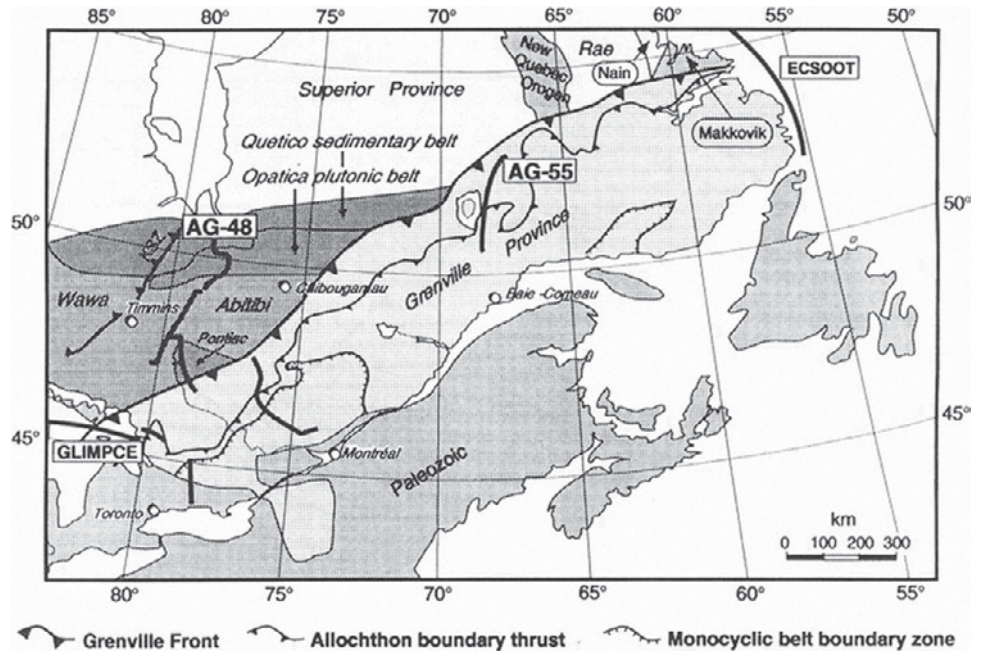 85° 80° 75° 70° 65° 60° 55° 50°
New
Quebec
Orogen
Rae
Nain
ECSOOT
Superior Province
Makkovik
Quetico sedimentary belt
Opatica plutonic belt
AG-55
50°
50°
AG-48
KSZ
Grenville Province
Wawa
Timmins
Abitibi
Chibougamau
Baie-Comeau
Pontiac
45°
45°
GLIMPCE
Montréal
Paleozoic
Toronto
km
0 100 200 300
80° 75° 70° 65° 60° 55°
Grenville Front
Allochthon boundary thrust
Monocyclic belt boundary zone